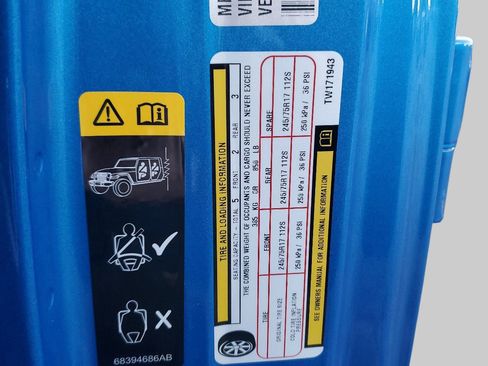 MF
VI
VE
TIRE AND LOADING INFORMATION
SEATING CAPACITY - TOTAL 5 FRONT 2 REAR 3
THE COMBINED WEIGHT OF OCCUPANTS AND CARGO SHOULD NEVER EXCEED
385 KG OR 850 LB
TIRE FRONT REAR SPARE
ORIGINAL TIRE SIZE 245/75R17 112S 245/75R17 112S 245/75R17 112S
COLD TIRE INFLATION PRESSURE 250 kPa / 36 PSI 250 kPa / 36 PSI 250 kPa / 36 PSI
SEE OWNERS MANUAL FOR ADDITIONAL INFORMATION
TW171943
68394686AB